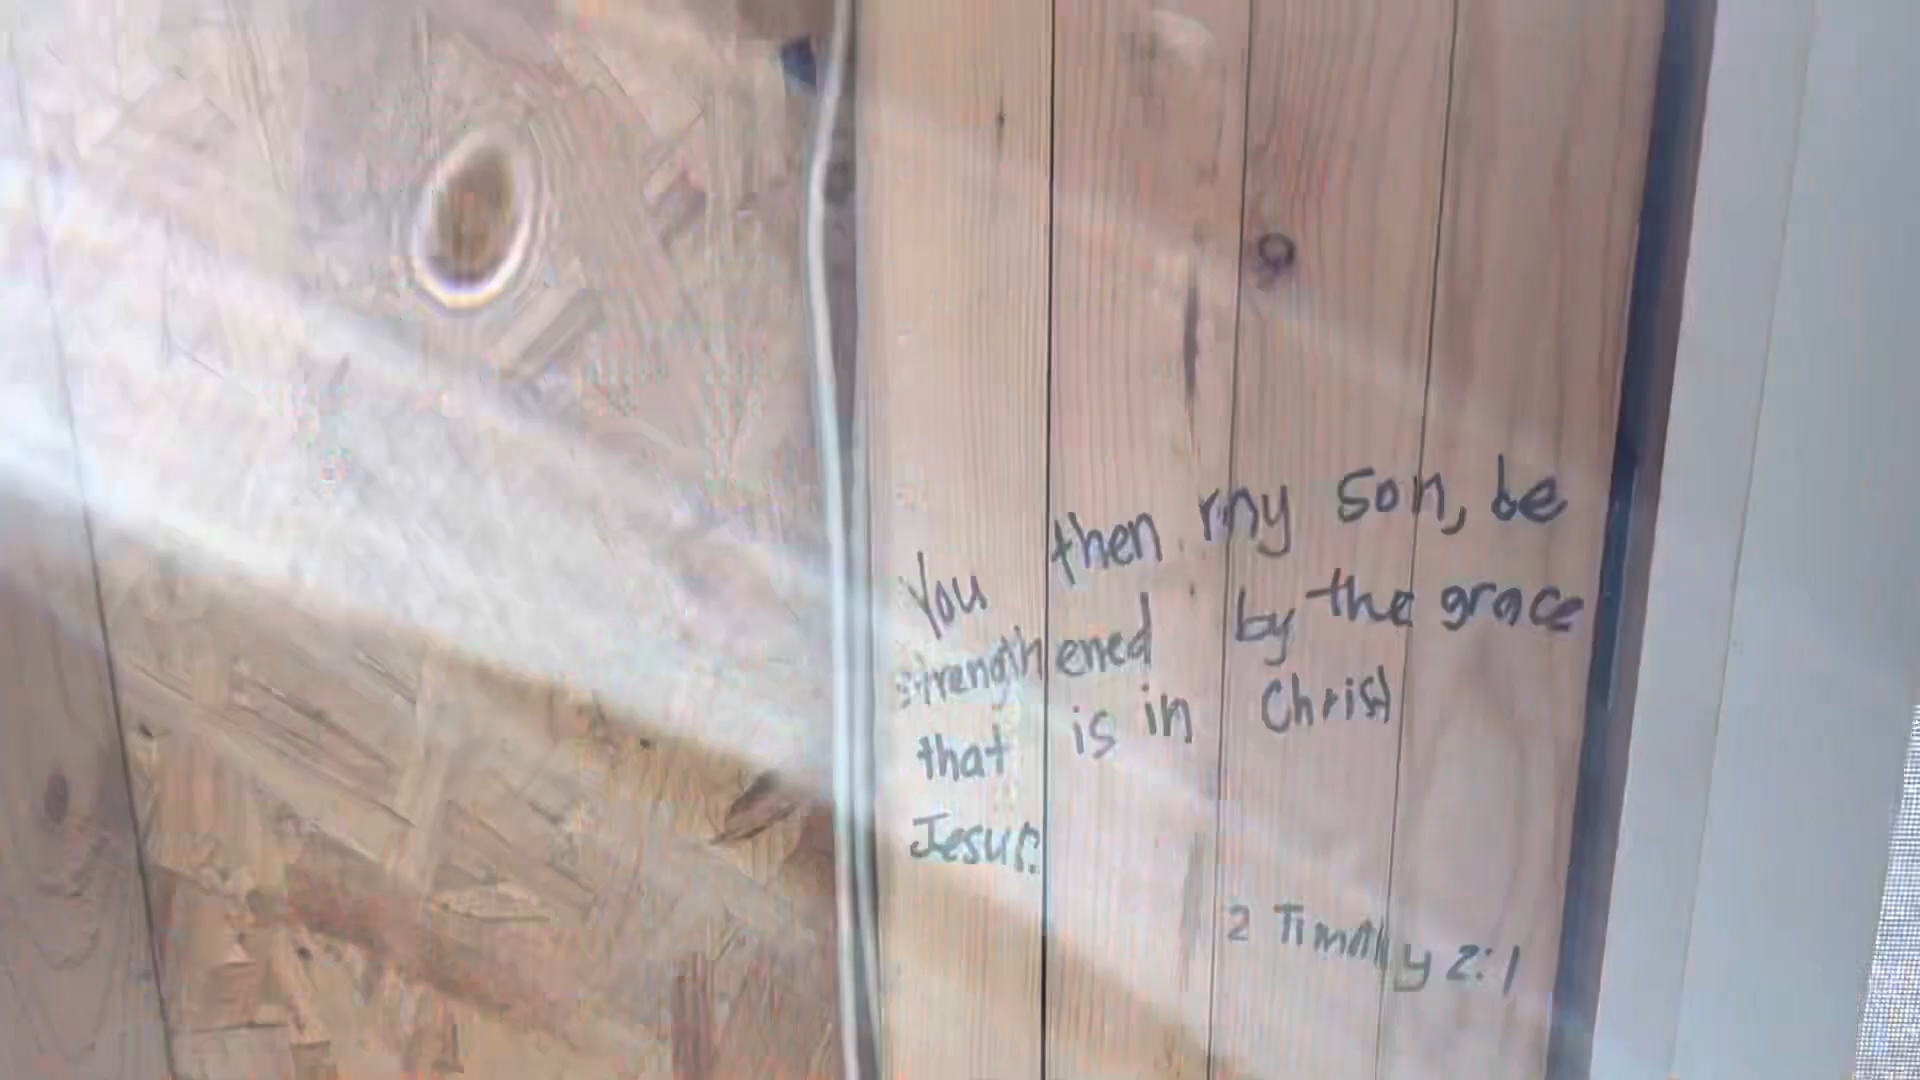 You then my son, be
strengthened by the grace
that is in Christ
Jesus.
2 Timothy 2:1